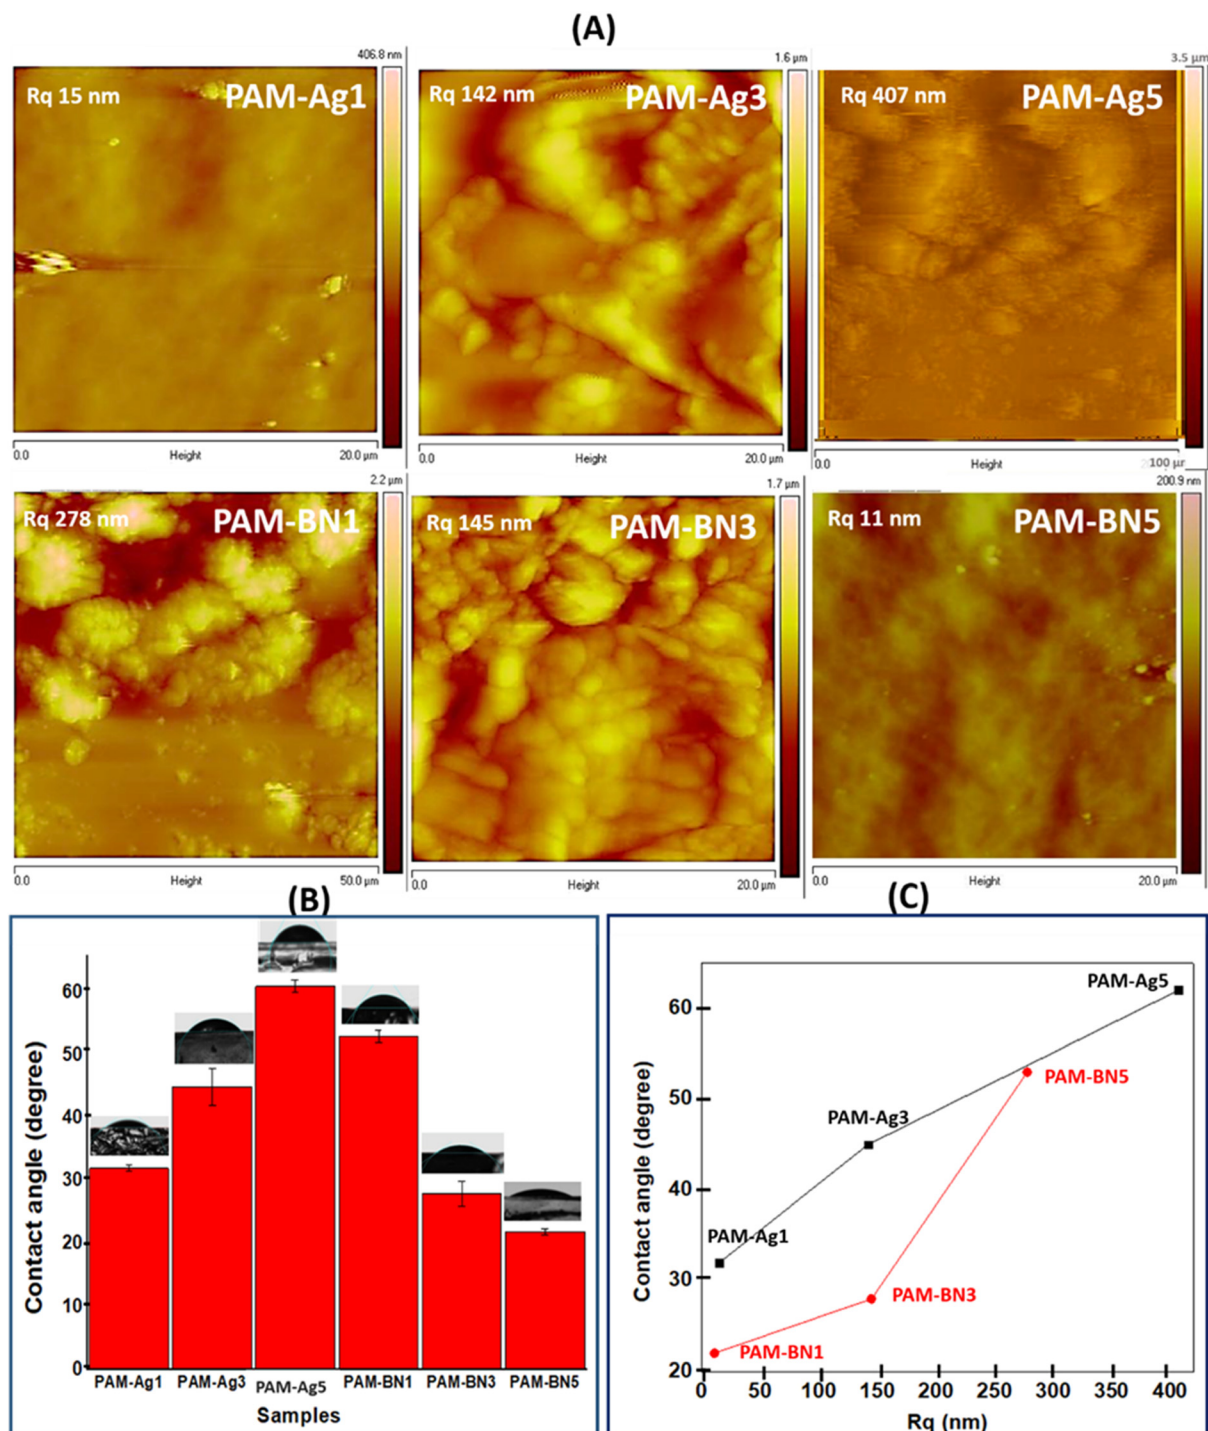 (A)
406.8 nm
Rq 15 nm
PAM-Ag1
0.0
Height
20.0 µm
1.6 µm
Rq 142 nm
PAM-Ag3
0.0
Height
20.0 µm
3.5 µm
Rq 407 nm
PAM-Ag5
0.0
100 µr
2.2 µm
Rq 278 nm
PAM-BN1
0.0
Height
50.0 µm
1.7 µm
Rq 145 nm
PAM-BN3
0.0
Height
20.0 µm
200.9 nm
Rq 11 nm
PAM-BN5
0.0
Height
20.0 µm
(B)
Contact angle (degree)
60
50
40
30
20
10
0
PAM-Ag1
PAM-Ag3
PAM-Ag5
PAM-BN1
PAM-BN3
PAM-BN5
Samples
(C)
Contact angle (degree)
60
50
40
30
20
PAM-Ag5
PAM-BN5
PAM-Ag3
PAM-Ag1
PAM-BN3
PAM-BN1
0
50
100
150
200
250
300
350
400
Rq (nm)